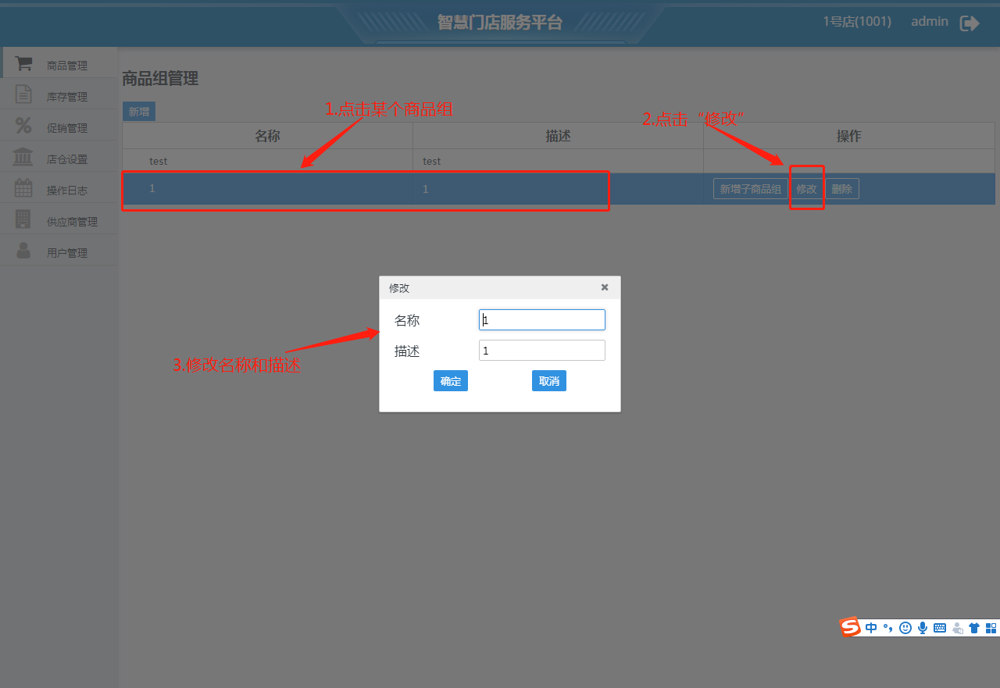 智慧门店服务平台
1号店(1001) admin
商品管理
库存管理
促销管理
店仓设置
操作日志
供应商管理
用户管理
商品组管理
新增
1.点击某个商品组
2.点击“修改”
名称 描述 操作
test test
1 1 新增子商品组 修改 删除
修改
名称 1
描述 1
确定 取消
3.修改名称和描述
中